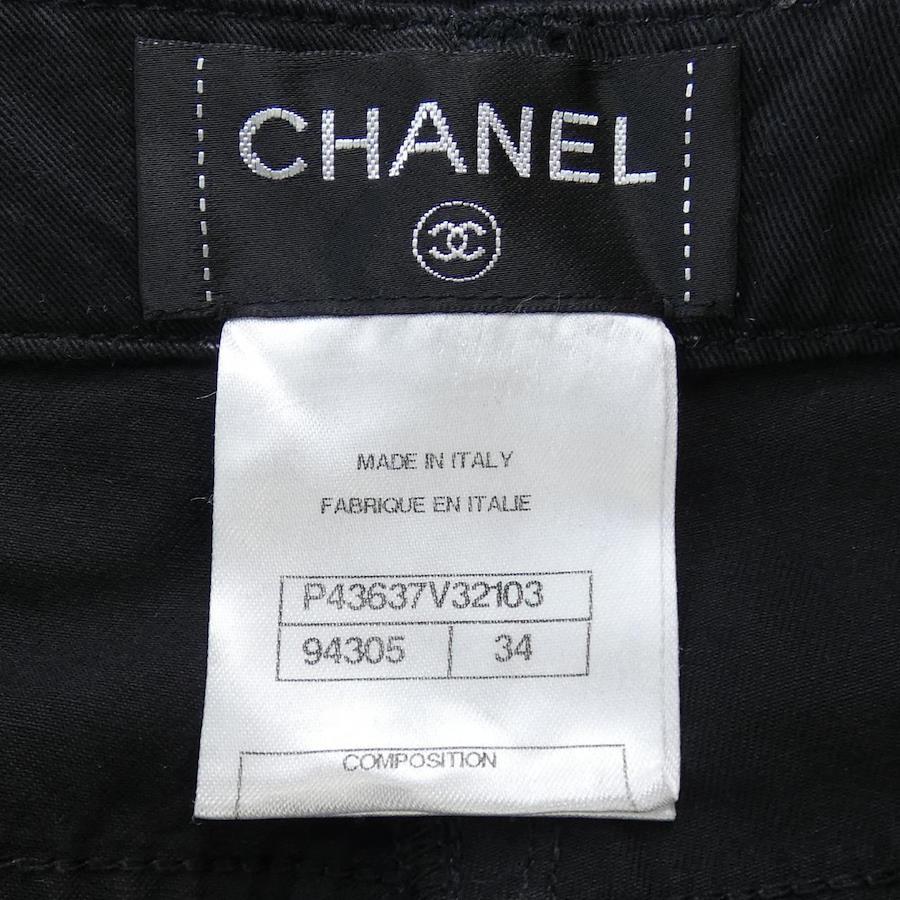 CHANEL
MADE IN ITALY
FABRIQUE EN ITALIE
P43637V32103
94305 34
COMPOSITION